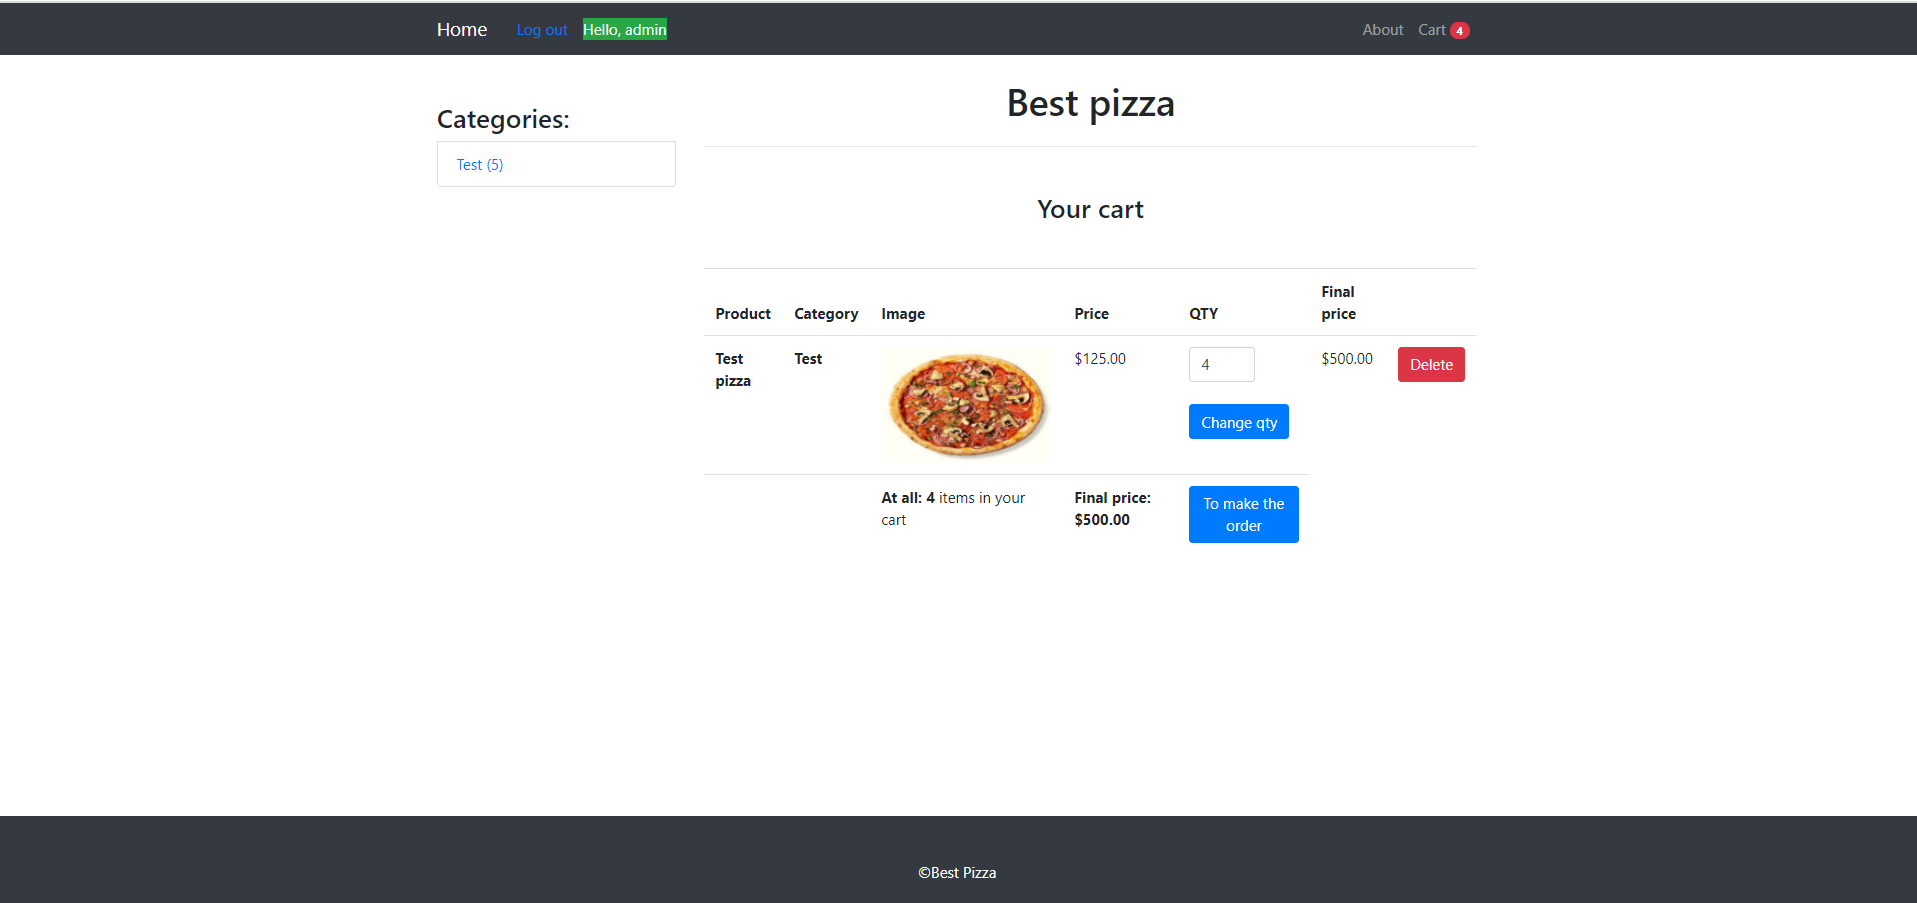 Home Log out Hello, admin About Cart 4
Best pizza
Categories:
Test (5)
Your cart
Product Category Image Price QTY Final price
Test pizza Test $125.00 4 $500.00 Delete
Change qty
At all: 4 items in your cart Final price: $500.00 To make the order
©Best Pizza